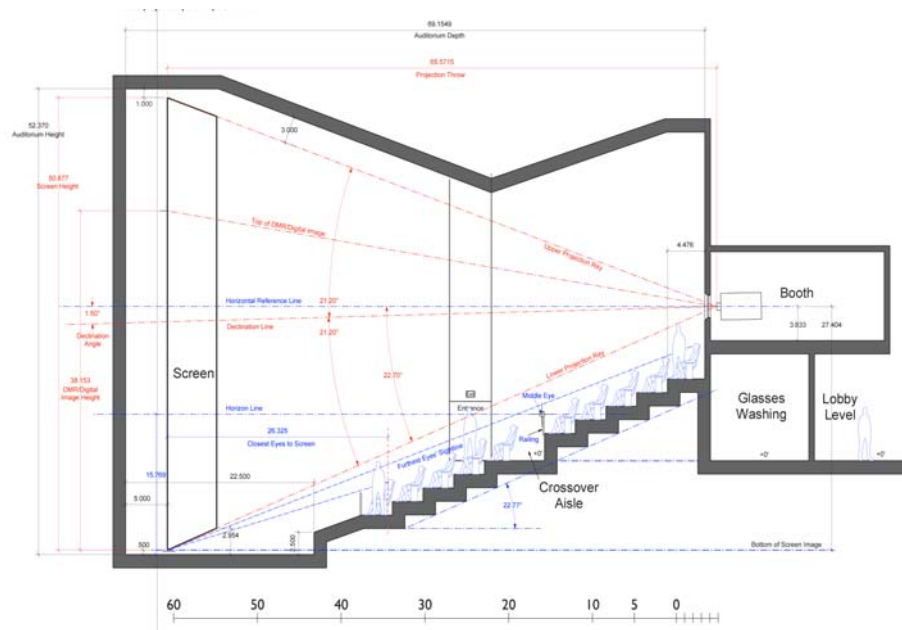 69.1549
Auditorium Depth
65.5715
Projection Throw
1.000
3.000
52.370
Auditorium Height
50.877
Screen Height
Top of DMR/Digital Image
Upper Projection Ray
4.476
Horizontal Reference Line
21.20°
1.50°
Declination Line
21.20°
Declination
Angle
Booth
3.833
27.404
38.153
DMR/Digital
Image Height
Screen
22.70°
Lower Projection Ray
Glasses
Washing
Lobby
Level
Horizon Line
Entrance
Middle Eye
26.325
Closest Eyes to Screen
Railing
Furthest Eyes' Sightline
15.769
22.500
+0'
+0'
+0'
5.000
Crossover
Aisle
22.77°
2.954
2.500
.500
Bottom of Screen Image
60 50 40 30 20 10 5 0